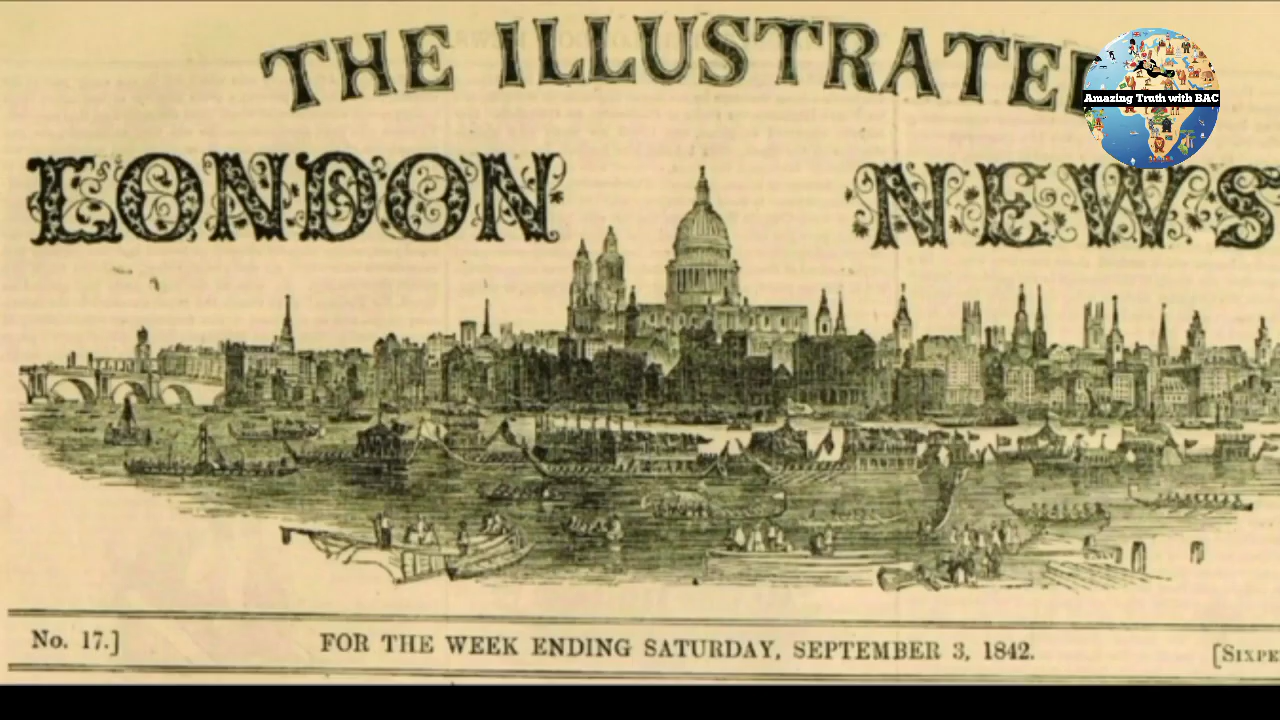 THE ILLUSTRATED
Amazing Truth with BAC
LONDON NEWS
No. 17.]
FOR THE WEEK ENDING SATURDAY, SEPTEMBER 3, 1842.
[SIXPE